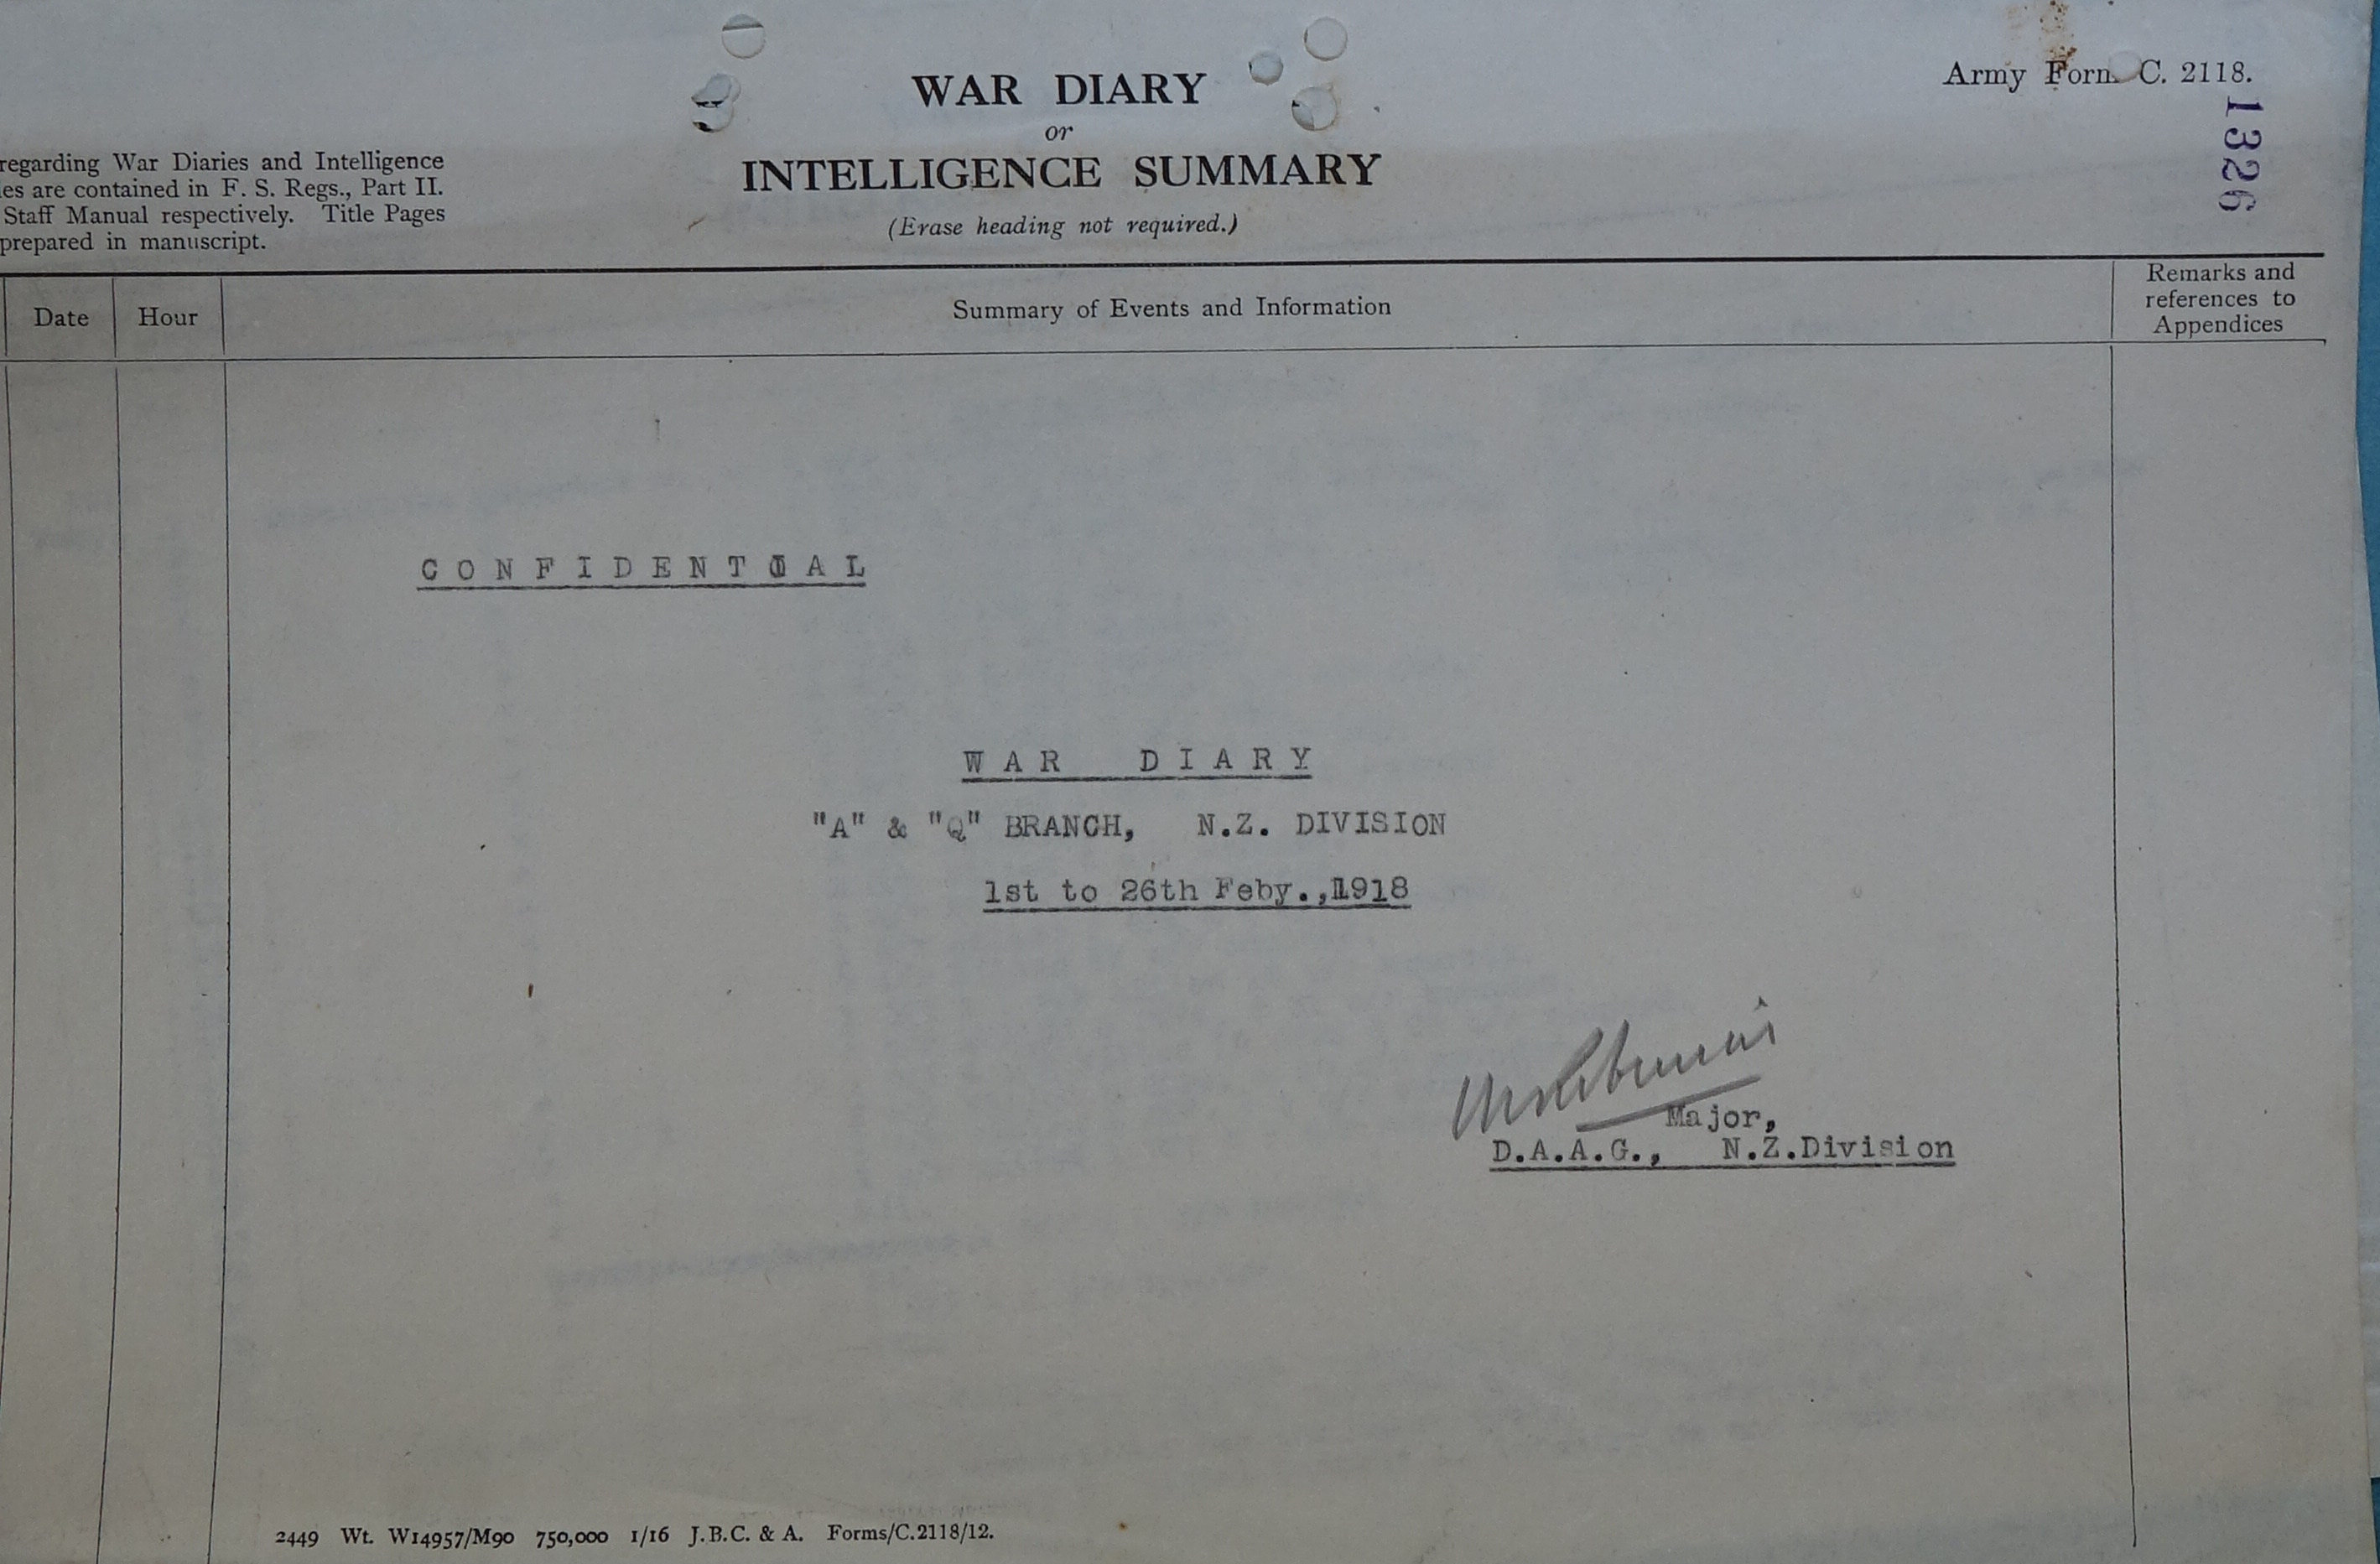 WAR DIARY
or
INTELLIGENCE SUMMARY
(Erase heading not required.)
Army Form C. 2118.
1326
regarding War Diaries and Intelligence
es are contained in F. S. Regs., Part II.
Staff Manual respectively. Title Pages
prepared in manuscript.
Date
Hour
Summary of Events and Information
Remarks and
references to
Appendices
CONFIDENTIAL
WAR DIARY
"A" & "Q" BRANCH, N.Z. DIVISION
1st to 26th Feby.,1918
Major,
D.A.A.G., N.Z.Division
2449 Wt. W14957/M90 750,000 1/16 J.B.C. & A. Forms/C.2118/12.